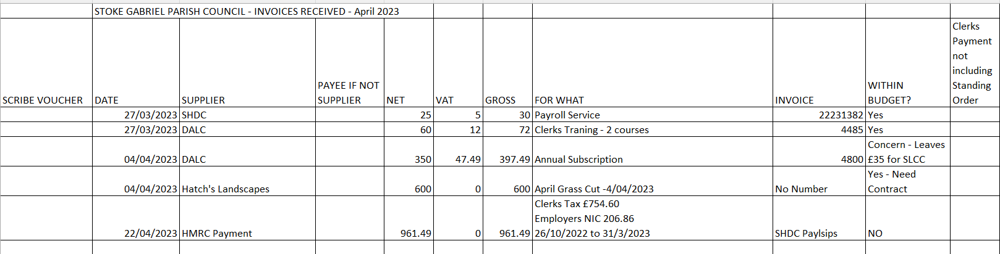 STOKE GABRIEL PARISH COUNCIL - INVOICES RECEIVED - April 2023
SCRIBE VOUCHER DATE SUPPLIER PAYEE IF NOT SUPPLIER NET VAT GROSS FOR WHAT INVOICE WITHIN BUDGET? Clerks Payment not including Standing Order
27/03/2023 SHDC 25 5 30 Payroll Service 22231382 Yes
27/03/2023 DALC 60 12 72 Clerks Traning - 2 courses 4485 Yes
04/04/2023 DALC 350 47.49 397.49 Annual Subscription 4800 Concern - Leaves £35 for SLCC
04/04/2023 Hatch's Landscapes 600 0 600 April Grass Cut -4/04/2023 No Number Yes - Need Contract
22/04/2023 HMRC Payment 961.49 0 961.49 Clerks Tax £754.60 Employers NIC 206.86 26/10/2022 to 31/3/2023 SHDC Paylsips NO